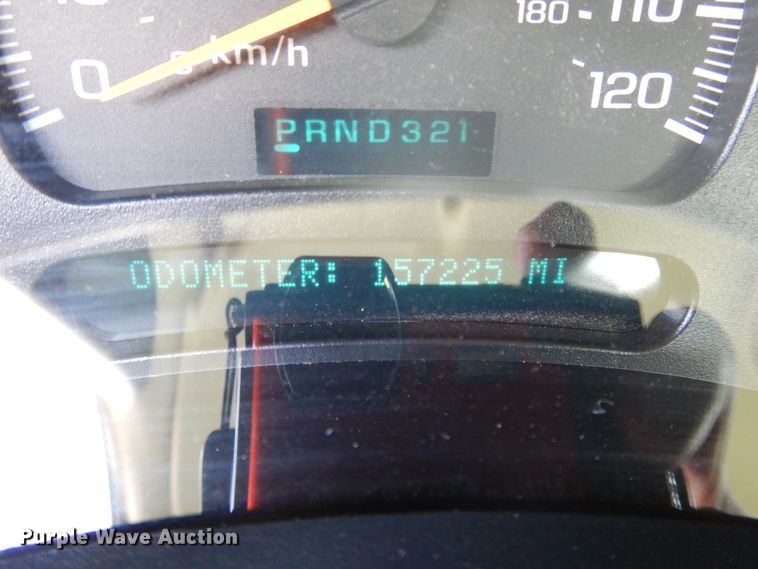 180 110
0 km/h 120
PRND321
ODOMETER: 157225 MI
Purple Wave Auction